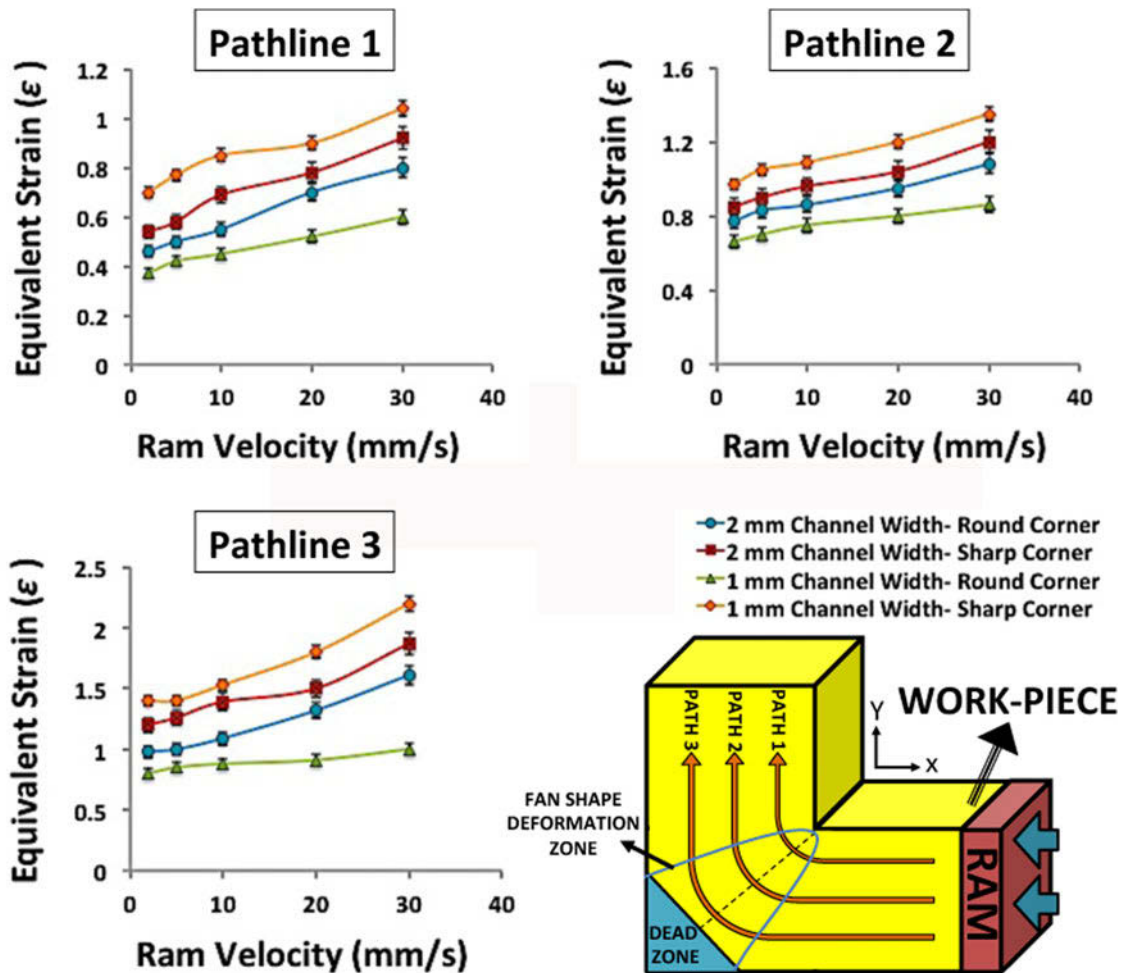 Pathline 1
Equivalent Strain (ε)
1.2
1
0.8
0.6
0.4
0.2
0
0 10 20 30 40
Ram Velocity (mm/s)
Pathline 2
Equivalent Strain (ε)
1.6
1.2
0.8
0.4
0.0
0 10 20 30 40
Ram Velocity (mm/s)
Pathline 3
Equivalent Strain (ε)
2.5
2
1.5
1
0.5
0
0 10 20 30 40
Ram Velocity (mm/s)
2 mm Channel Width- Round Corner
2 mm Channel Width- Sharp Corner
1 mm Channel Width- Round Corner
1 mm Channel Width- Sharp Corner
PATH 3
PATH 2
PATH 1
Y
X
WORK-PIECE
FAN SHAPE
DEFORMATION
ZONE
DEAD
ZONE
RAM